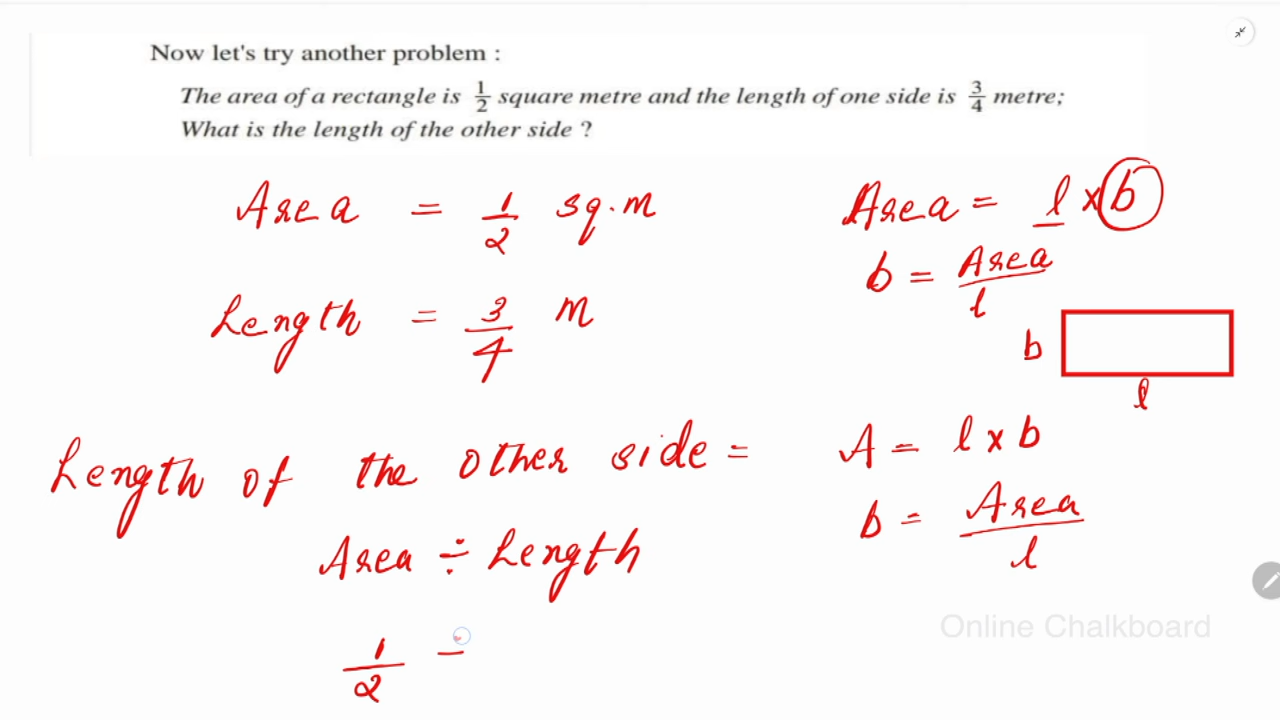 Now let's try another problem :
The area of a rectangle is 1/2 square metre and the length of one side is 3/4 metre;
What is the length of the other side ?
Area = 1/2 sq.m
Length = 3/4 m
Length of the other side =
Area ÷ Length
1/2 -
Area = l × b
b = Area/l
b
l
A = l × b
b = Area/l
Online Chalkboard